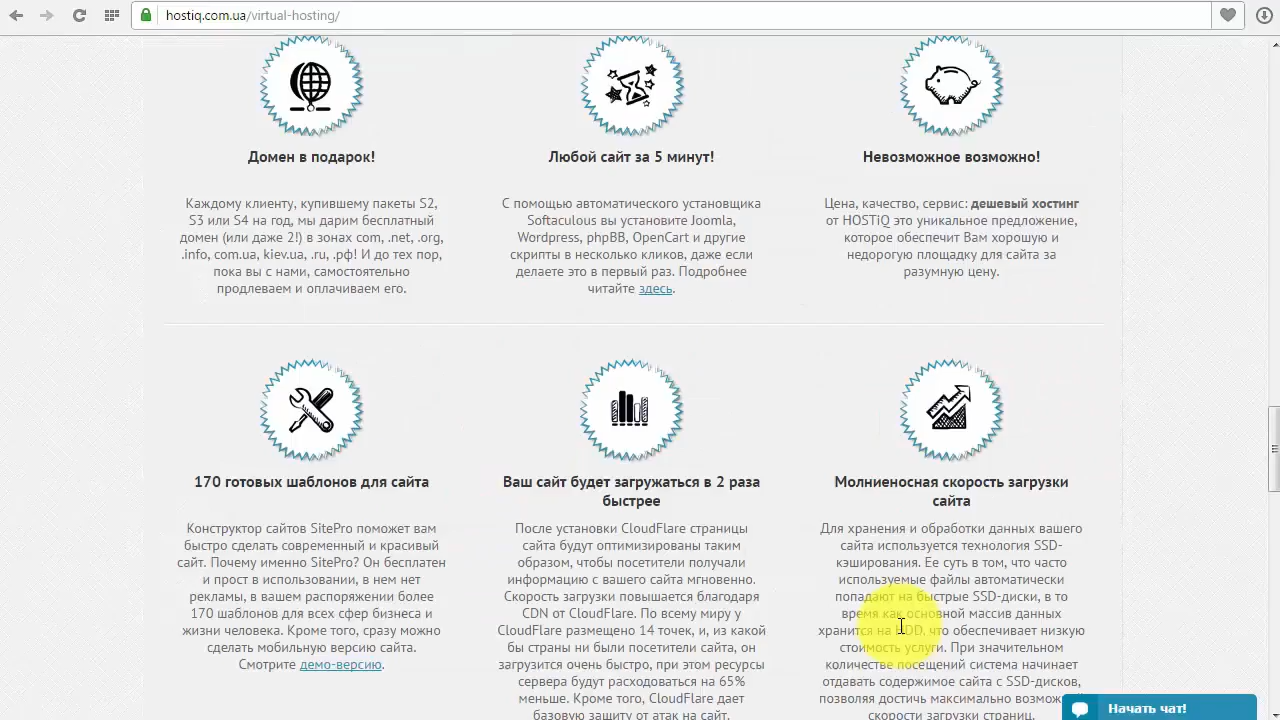 hostiq.com.ua/virtual-hosting/
Домен в подарок!
Каждому клиенту, купившему пакеты S2,
S3 или S4 на год, мы дарим бесплатный
домен (или даже 2!) в зонах com, .net, .org,
.info, com.ua, kiev.ua, .ru, .рф! И до тех пор,
пока вы с нами, самостоятельно
продлеваем и оплачиваем его.
Любой сайт за 5 минут!
С помощью автоматического установщика
Softaculous вы установите Joomla,
Wordpress, phpBB, OpenCart и другие
скрипты в несколько кликов, даже если
делаете это в первый раз. Подробнее
читайте здесь.
Невозможное возможно!
Цена, качество, сервис: дешевый хостинг
от HOSTiQ это уникальное предложение,
которое обеспечит Вам хорошую и
недорогую площадку для сайта за
разумную цену.
170 готовых шаблонов для сайта
Конструктор сайтов SitePro поможет вам
быстро сделать современный и красивый
сайт. Почему именно SitePro? Он бесплатен
и прост в использовании, в нем нет
рекламы, в вашем распоряжении более
170 шаблонов для всех сфер бизнеса и
жизни человека. Кроме того, сразу можно
сделать мобильную версию сайта.
Смотрите демо-версию.
Ваш сайт будет загружаться в 2 раза
быстрее
После установки CloudFlare страницы
сайта будут оптимизированы таким
образом, чтобы посетители получали
информацию с вашего сайта мгновенно.
Скорость загрузки повышается благодаря
CDN от CloudFlare. По всему миру у
CloudFlare размещено 14 точек, и, из какой
бы страны ни были посетители сайта, он
загрузится очень быстро, при этом ресурсы
сервера будут расходоваться на 65%
меньше. Кроме того, CloudFlare дает
базовую защиту от атак на сайт.
Молниеносная скорость загрузки
сайта
Для хранения и обработки данных вашего
сайта используется технология SSD-
кэширования. Ее суть в том, что часто
используемые файлы автоматически
попадают на быстрые SSD-диски, в то
время как основной массив данных
хранится на HDD, что обеспечивает низкую
стоимость услуги. При значительном
количестве посещений система начинает
отдавать содержимое сайта с SSD-дисков,
позволяя достичь максимально
скорости загрузки страниц.
Начать чат!